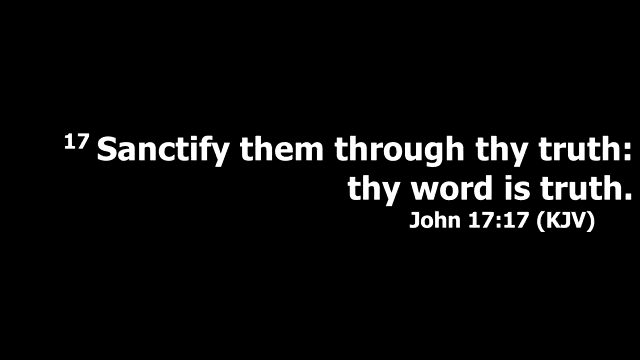 17 Sanctify them through thy truth:
thy word is truth.
John 17:17 (KJV)